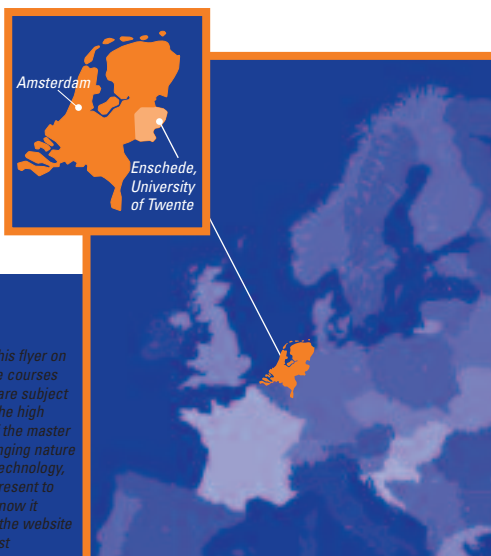 Amsterdam
Enschede,
University
of Twente
his flyer on
e courses
are subject
he high
f the master
nging nature
echnology,
resent to
now it
the website
st